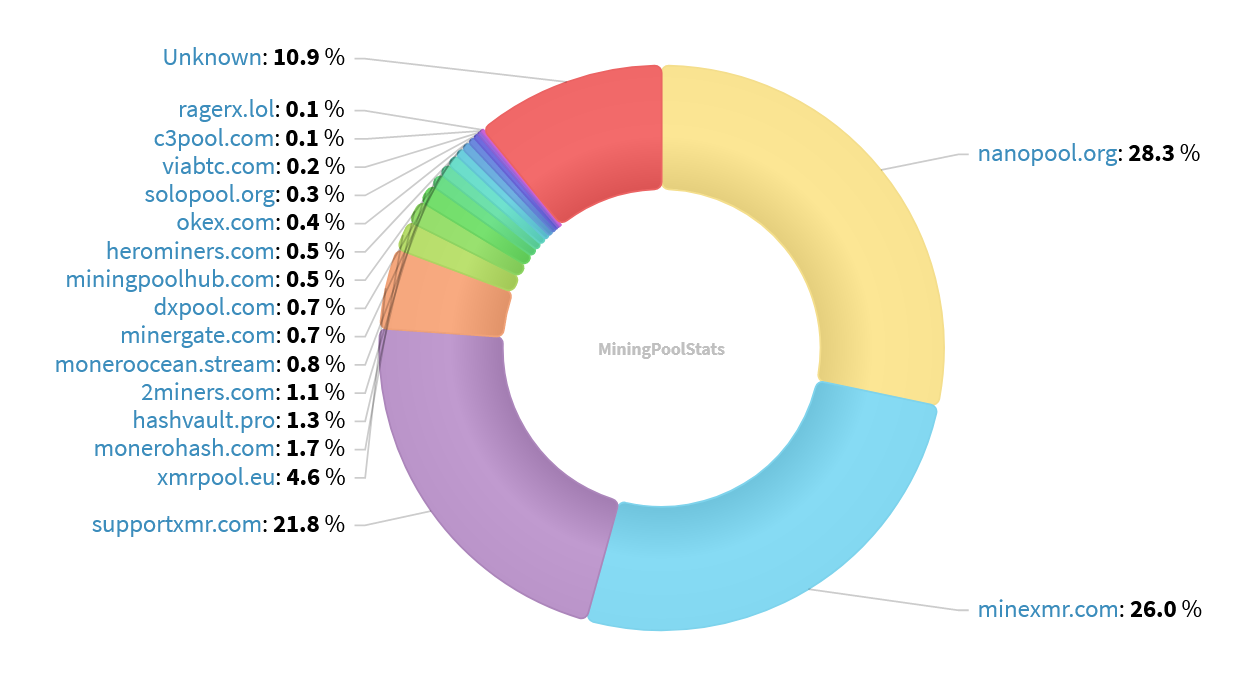 Unknown: 10.9 %
ragerx.lol: 0.1 %
c3pool.com: 0.1 %
viabtc.com: 0.2 %
solopool.org: 0.3 %
okex.com: 0.4 %
herominers.com: 0.5 %
miningpoolhub.com: 0.5 %
dxpool.com: 0.7 %
minergate.com: 0.7 %
moneroocean.stream: 0.8 %
2miners.com: 1.1 %
hashvault.pro: 1.3 %
monerohash.com: 1.7 %
xmrpool.eu: 4.6 %
supportxmr.com: 21.8 %
MiningPoolStats
nanopool.org: 28.3 %
minexmr.com: 26.0 %